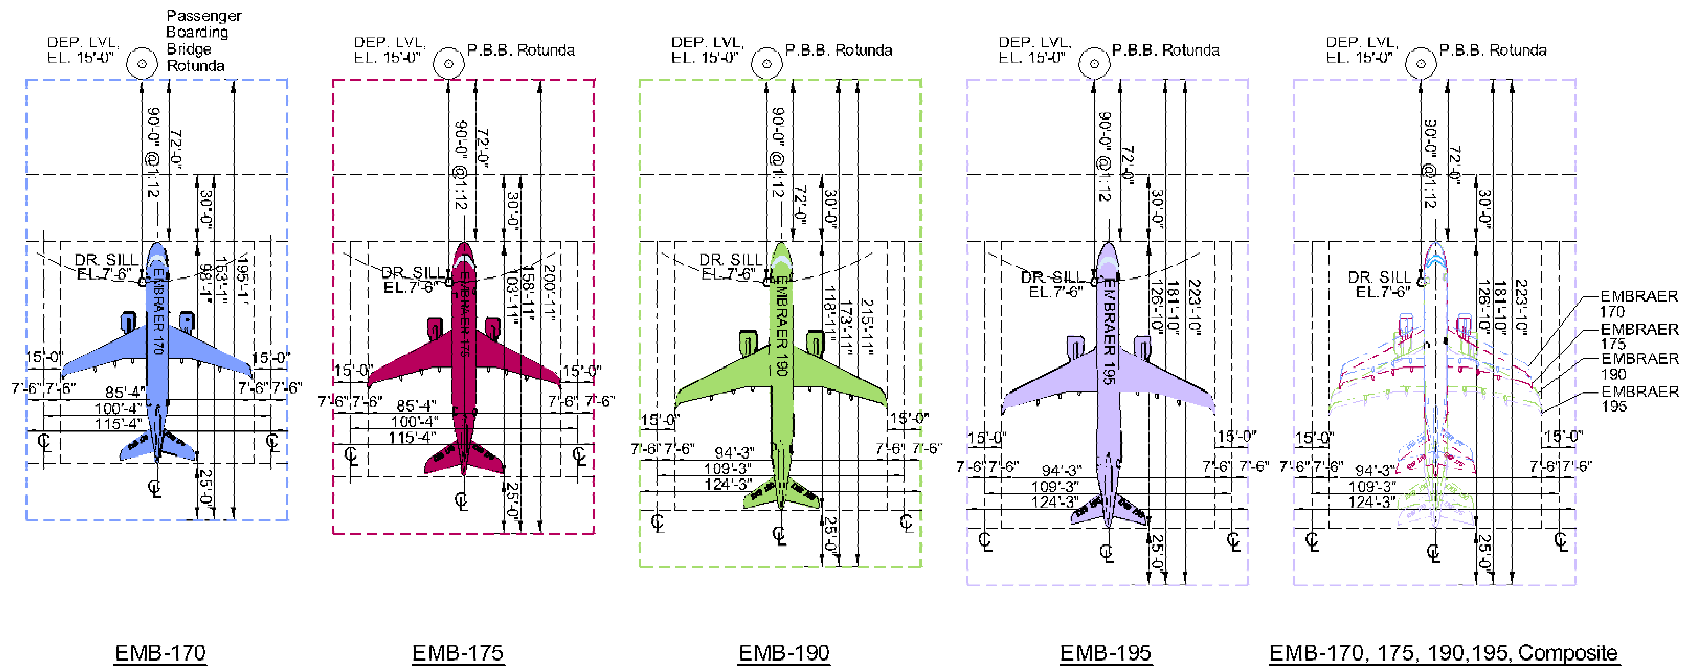 Passenger
Boarding
Bridge
Rotunda
DEP. LVL,
EL. 15'-0"
90'-0" @1:12
72'-0"
30'-0"
DR. SILL
EL. 7'-6"
EMBRAER 170
98'-1"
153'-1"
195'-1"
15'-0"
15'-0"
7'-6" 7'-6"
7'-6" 7'-6"
85'-4"
100'-4"
115'-4"
25'-0"
EMB-170
DEP. LVL,
EL. 15'-0"
P.B.B. Rotunda
90'-0" @1:12
72'-0"
30'-0"
DR. SILL
EL. 7'-6"
EMBRAER 175
103'-11"
158'-11"
200'-11"
15'-0"
15'-0"
7'-6" 7'-6"
7'-6" 7'-6"
85'-4"
100'-4
115'-4"
25'-0"
EMB-175
DEP. LVL,
EL. 15'-0"
P.B.B. Rotunda
90'-0" @1:12
72'-0"
30'-0"
DR. SILL
EL. 7'-6"
EMBRAER 190
118'-11"
173'-11"
215'-11"
15'-0"
15'-0"
7'-6" 7'-6"
7'-6" 7'-6"
94'-3"
109'-3"
124'-3"
25'-0"
EMB-190
DEP. LVL,
EL. 15'-0"
P.B.B. Rotunda
90'-0" @1:12
72'-0"
30'-0"
DR. SILL
EL. 7'-6"
EMBRAER 195
126'-10"
181'-10"
223'-10"
15'-0"
15'-0"
7'-6" 7'-6"
7'-6" 7'-6"
94'-3"
109'-3"
124'-3"
25'-0"
EMB-195
DEP. LVL,
EL. 15'-0"
P.B.B. Rotunda
90'-0" @1:12
72'-0"
30'-0"
DR. SILL
EL. 7'-6"
126'-10"
181'-10"
223'-10"
EMBRAER
170
EMBRAER
175
EMBRAER
190
EMBRAER
195
15'-0"
15'-0"
7'-6" 7'-6"
7'-6" 7'-6"
94'-3"
109'-3"
124'-3"
25'-0"
EMB-170, 175, 190,195, Composite